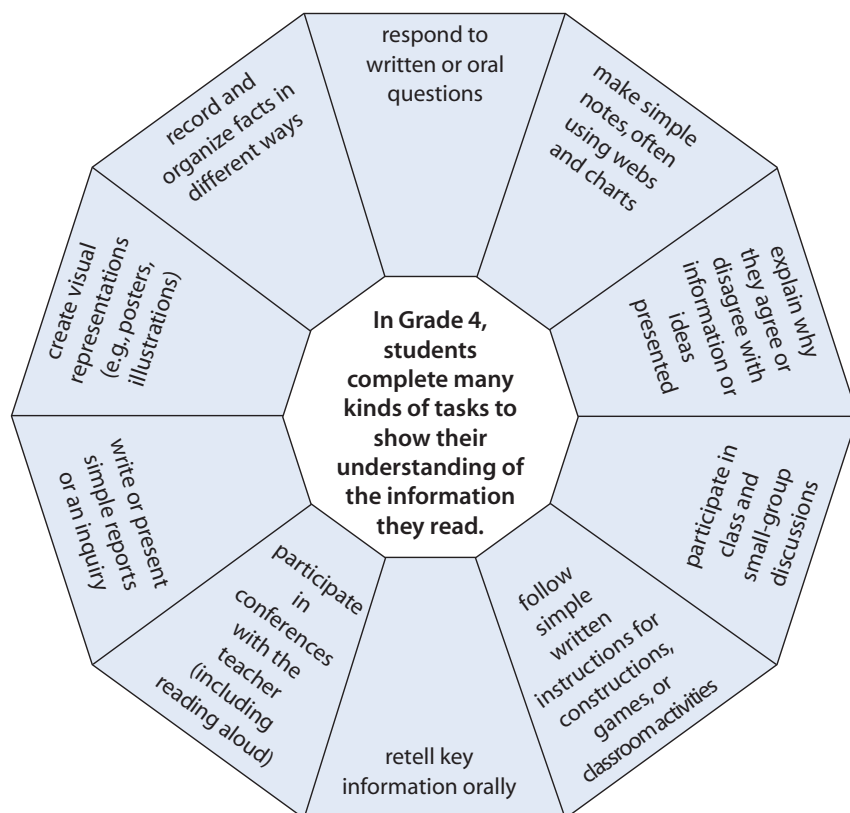 respond to
written or oral
questions
make simple
notes, often
using webs
and charts
explain why
they agree or
disagree with
information or
ideas
presented
participate in
class and
small-group
discussions
follow
simple
written
instructions for
constructions,
games, or
classroom activities
retell key
information orally
participate
in
conferences
with the
teacher
(including
reading aloud)
write or present
simple reports
or an inquiry
create visual
representations
(e.g., posters,
illustrations)
record and
organize facts in
different ways
In Grade 4,
students
complete many
kinds of tasks to
show their
understanding of
the information
they read.